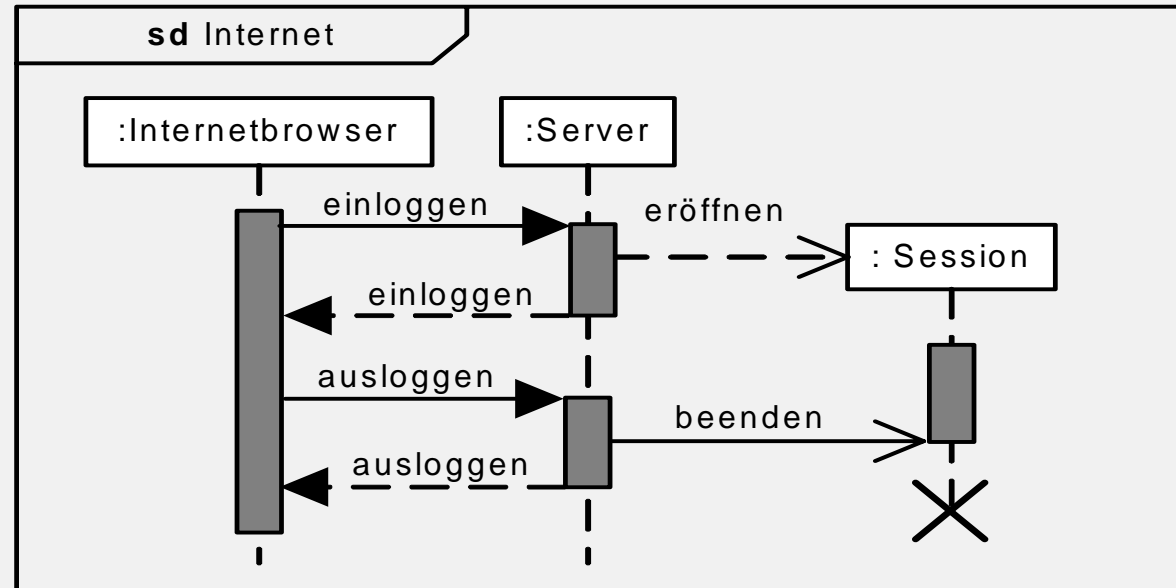 sd Internet
:Internetbrowser
:Server
einloggen
eröffnen
: Session
einloggen
ausloggen
beenden
ausloggen